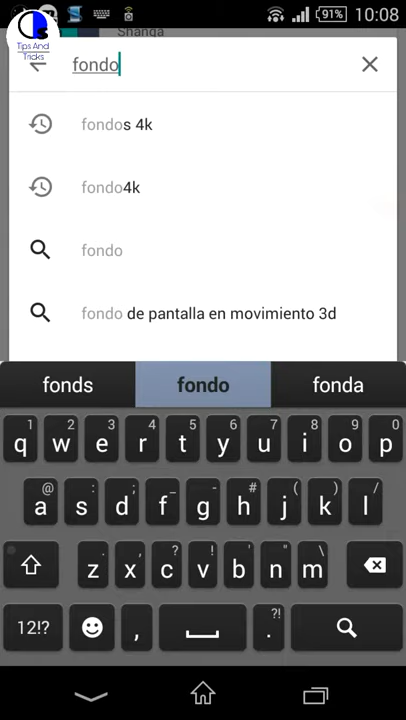 91% 10:08
Tips And
Tricks
Shanda
fondo
fondos 4k
fondo4k
fondo
fondo de pantalla en movimiento 3d
fonds fondo fonda
1 2 3 4 5 6 7 8 9 0
q w e r t y u i o p
@ : ; _ - # ( ) /
a s d f g h j k l
. , ? ! " ' \
z x c v b n m
12!? , . ?!